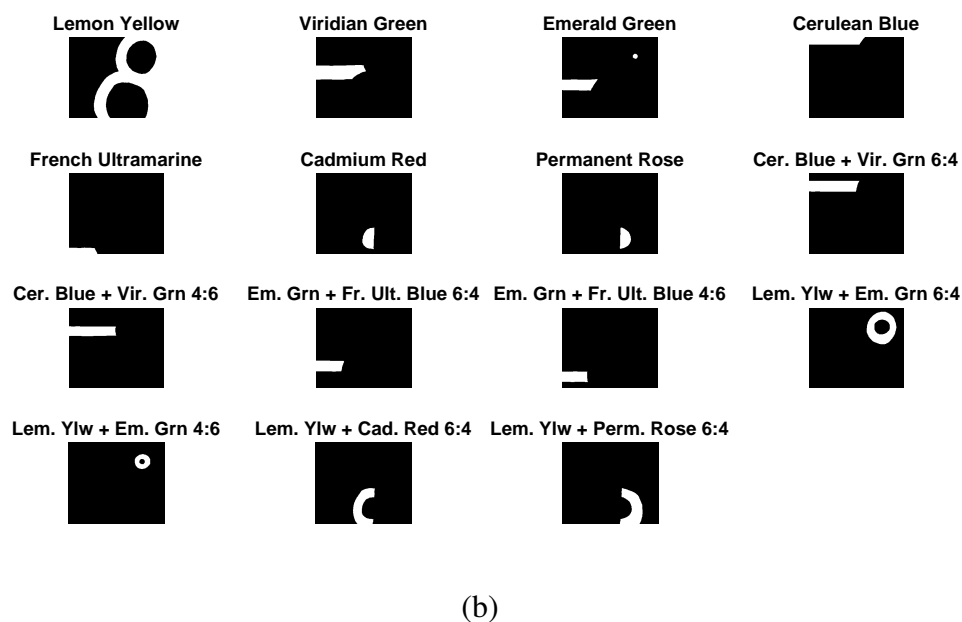 Lemon Yellow Viridian Green Emerald Green Cerulean Blue
French Ultramarine Cadmium Red Permanent Rose Cer. Blue + Vir. Grn 6:4
Cer. Blue + Vir. Grn 4:6 Em. Grn + Fr. Ult. Blue 6:4 Em. Grn + Fr. Ult. Blue 4:6 Lem. Ylw + Em. Grn 6:4
Lem. Ylw + Em. Grn 4:6 Lem. Ylw + Cad. Red 6:4 Lem. Ylw + Perm. Rose 6:4
(b)